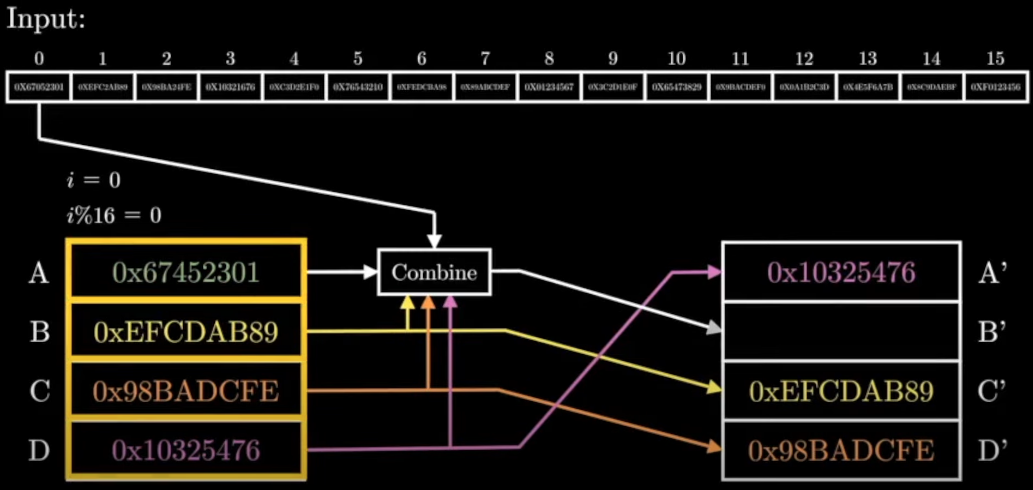 Input:
0 1 2 3 4 5 6 7 8 9 10 11 12 13 14 15
0X67052301 0XEFC2AB89 0X98BA24FE 0X10321676 0XC3D2E1F0 0X76543210 0XFEDCBA98 0X89ABCDEF 0X01234567 0X3C2D1E0F 0X65473829 0X9BACDEF0 0X0A1B2C3D 0X4E5F6A7B 0X8C9DAEBF 0XF0123456
i = 0
i%16 = 0
A 0x67452301 Combine 0x10325476 A'
B 0xEFCDAB89 B'
C 0x98BADCFE 0xEFCDAB89 C'
D 0x10325476 0x98BADCFE D'